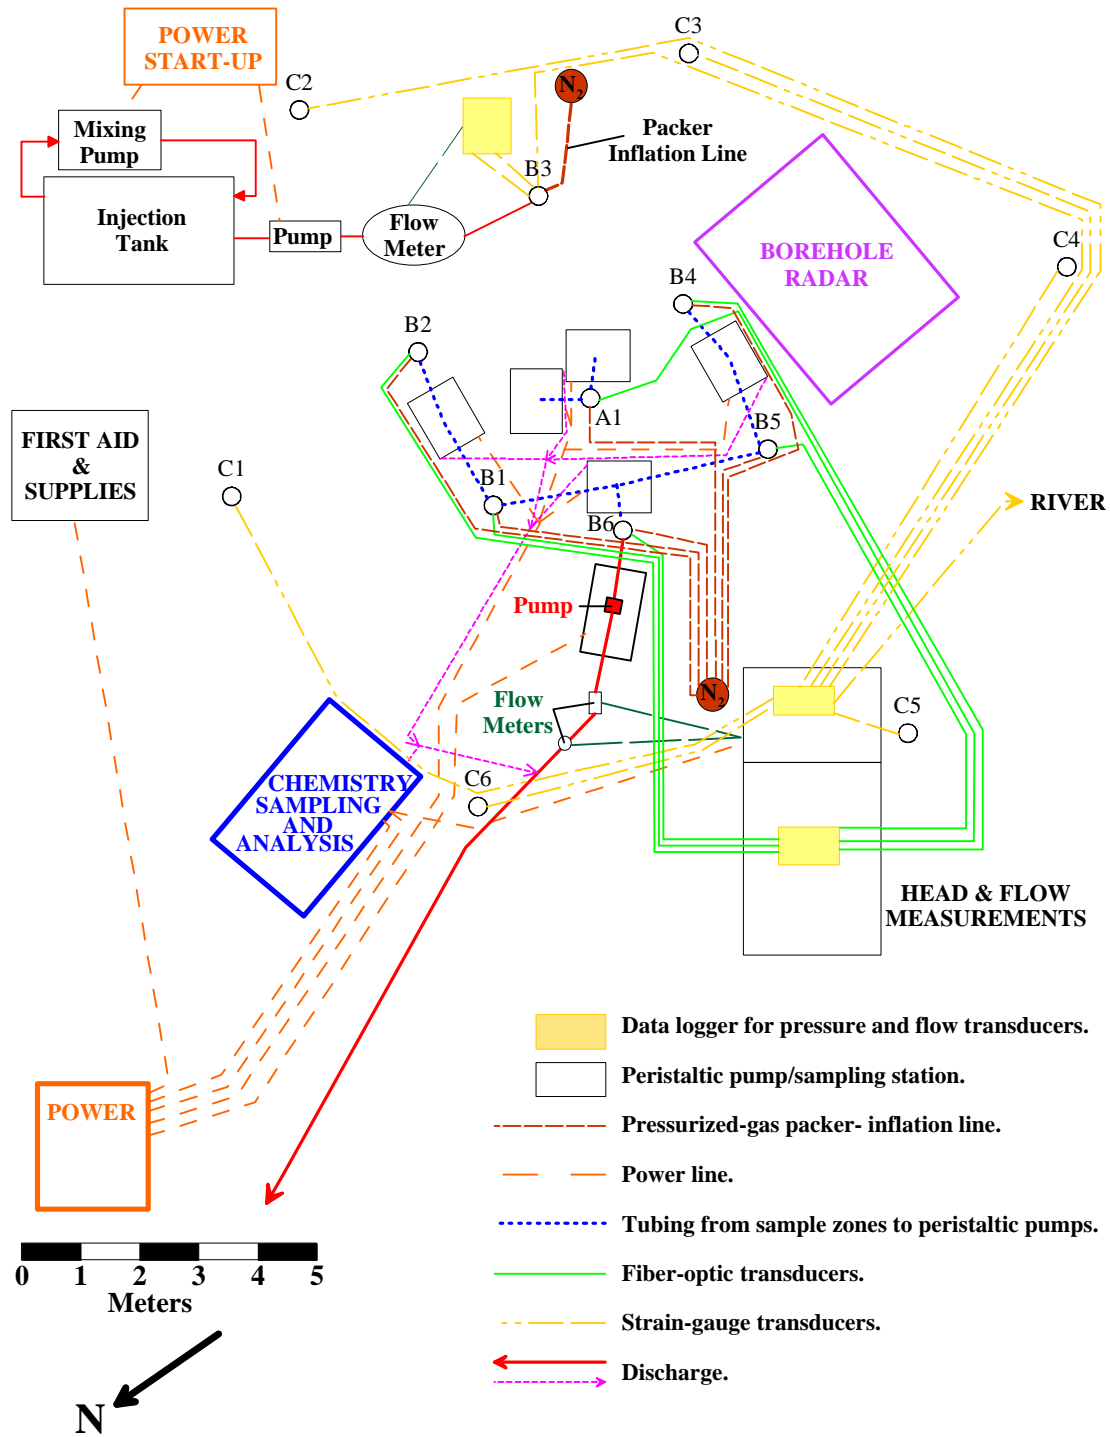 POWER
START-UP
C2
C3
N2
Mixing
Pump
Packer
Inflation Line
B3
Injection
Tank
Pump
Flow
Meter
C4
BOREHOLE
RADAR
B4
B2
A1
B5
FIRST AID
&
SUPPLIES
C1
B1
B6
RIVER
Pump
N2
Flow
Meters
C5
C6
CHEMISTRY
SAMPLING
AND
ANALYSIS
HEAD & FLOW
MEASUREMENTS
POWER
Data logger for pressure and flow transducers.
Peristaltic pump/sampling station.
Pressurized-gas packer- inflation line.
Power line.
Tubing from sample zones to peristaltic pumps.
Fiber-optic transducers.
Strain-gauge transducers.
Discharge.
0 1 2 3 4 5
Meters
N